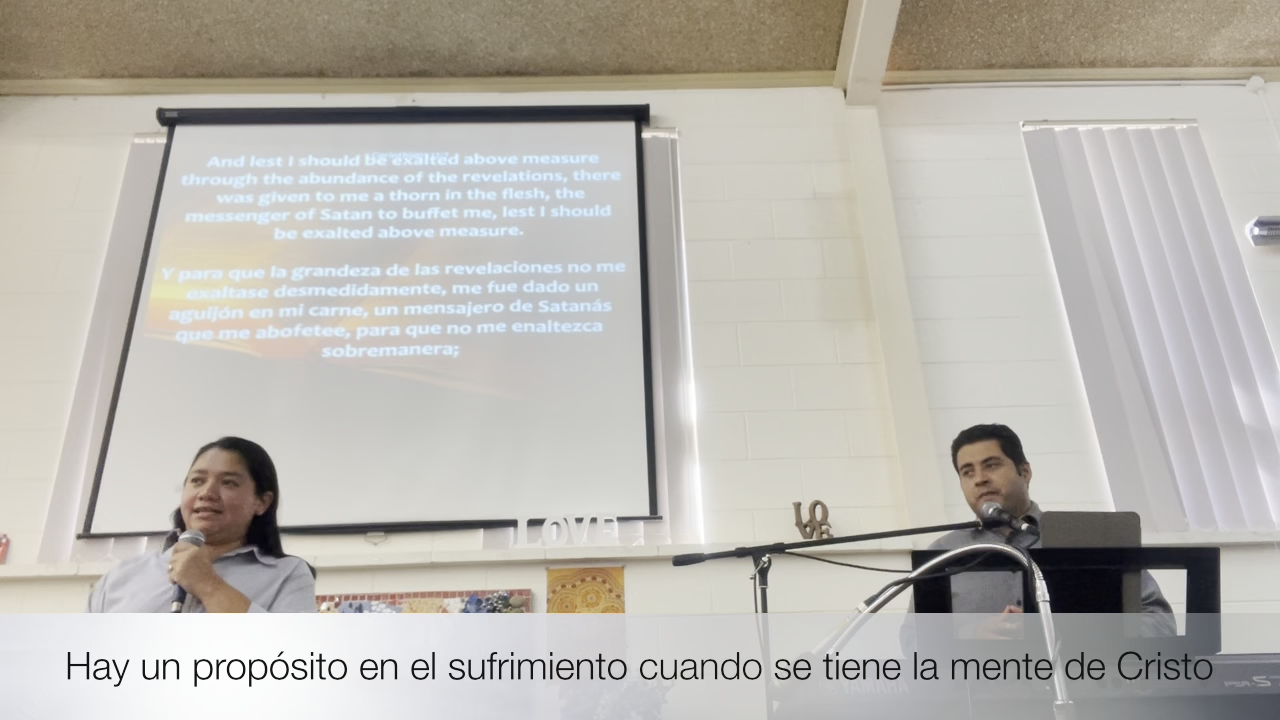 And lest I should be exalted above measure
through the abundance of the revelations, there
was given to me a thorn in the flesh, the
messenger of Satan to buffet me, lest I should
be exalted above measure.
Y para que la grandeza de las revelaciones no me
exaltase desmedidamente, me fue dado un
aguijón en mi carne, un mensajero de Satanás
que me abofetee, para que no me enaltezca
sobremanera;
LOVE
LO
VE
Hay un propósito en el sufrimiento cuando se tiene la mente de Cristo
YAMAHA